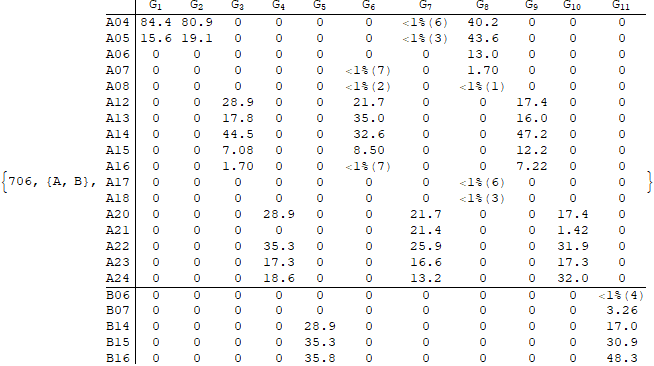 G₁ G₂ G₃ G₄ G₅ G₆ G₇ G₈ G₉ G₁₀ G₁₁
A04 84.4 80.9 0 0 0 0 <1%(6) 40.2 0 0 0
A05 15.6 19.1 0 0 0 0 <1%(3) 43.6 0 0 0
A06 0 0 0 0 0 0 0 13.0 0 0 0
A07 0 0 0 0 0 <1%(7) 0 1.70 0 0 0
A08 0 0 0 0 0 <1%(2) 0 <1%(1) 0 0 0
A12 0 0 28.9 0 0 21.7 0 0 17.4 0 0
A13 0 0 17.8 0 0 35.0 0 0 16.0 0 0
A14 0 0 44.5 0 0 32.6 0 0 47.2 0 0
A15 0 0 7.08 0 0 8.50 0 0 12.2 0 0
A16 0 0 1.70 0 0 <1%(7) 0 0 7.22 0 0
{706, {A, B}, A17 0 0 0 0 0 0 0 <1%(6) 0 0 0 }
A18 0 0 0 0 0 0 0 <1%(3) 0 0 0
A20 0 0 0 28.9 0 0 21.7 0 0 17.4 0
A21 0 0 0 0 0 0 21.4 0 0 1.42 0
A22 0 0 0 35.3 0 0 25.9 0 0 31.9 0
A23 0 0 0 17.3 0 0 16.6 0 0 17.3 0
A24 0 0 0 18.6 0 0 13.2 0 0 32.0 0
B06 0 0 0 0 0 0 0 0 0 0 <1%(4)
B07 0 0 0 0 0 0 0 0 0 0 3.26
B14 0 0 0 0 28.9 0 0 0 0 0 17.0
B15 0 0 0 0 35.3 0 0 0 0 0 30.9
B16 0 0 0 0 35.8 0 0 0 0 0 48.3